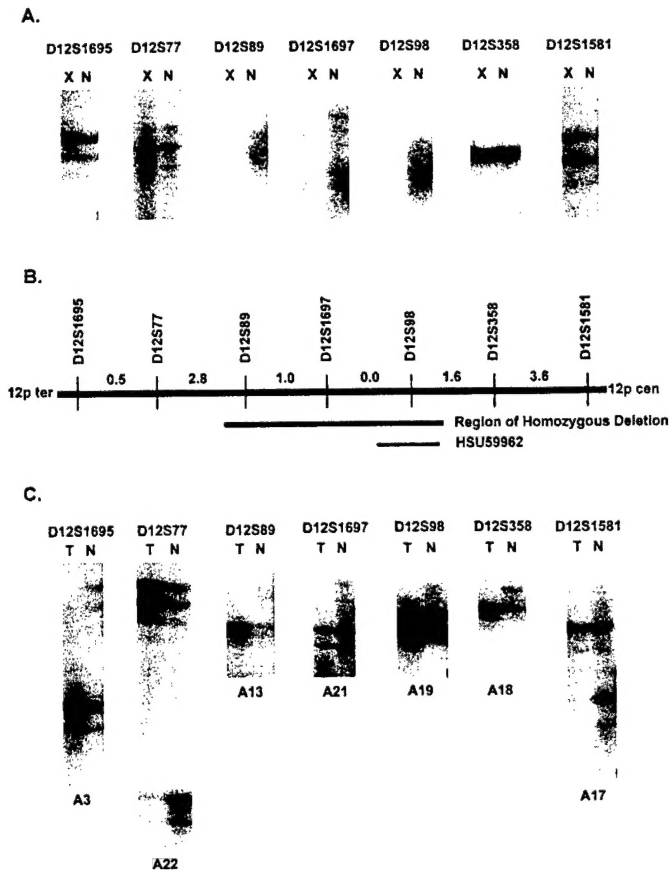 A.
D12S1695 D12S77 D12S89 D12S1697 D12S98 D12S358 D12S1581
X N X N X N X N X N X N X N
B.
D12S1695 D12S77 D12S89 D12S1697 D12S98 D12S358 D12S1581
0.5 2.8 1.0 0.0 1.6 3.6
12p ter 12p cen
Region of Homozygous Deletion
HSU59962
C.
D12S1695 D12S77 D12S89 D12S1697 D12S98 D12S358 D12S1581
T N T N T N T N T N T N T N
A13 A21 A19 A18
A3 A17
A22